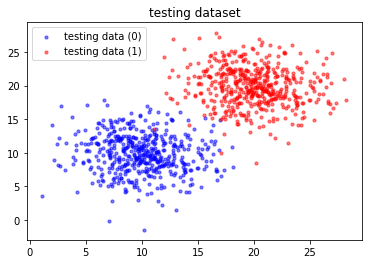 testing dataset
testing data (0)
testing data (1)
25
20
15
10
5
0
0 5 10 15 20 25